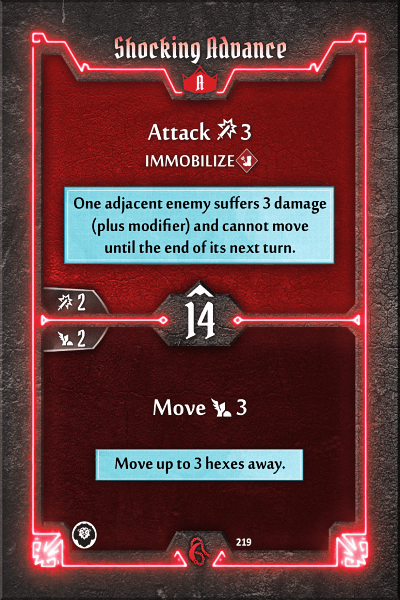 Shocking Advance
A
Attack 3
IMMOBILIZE
One adjacent enemy suffers 3 damage
(plus modifier) and cannot move
until the end of its next turn.
2
14
2
Move 3
Move up to 3 hexes away.
219